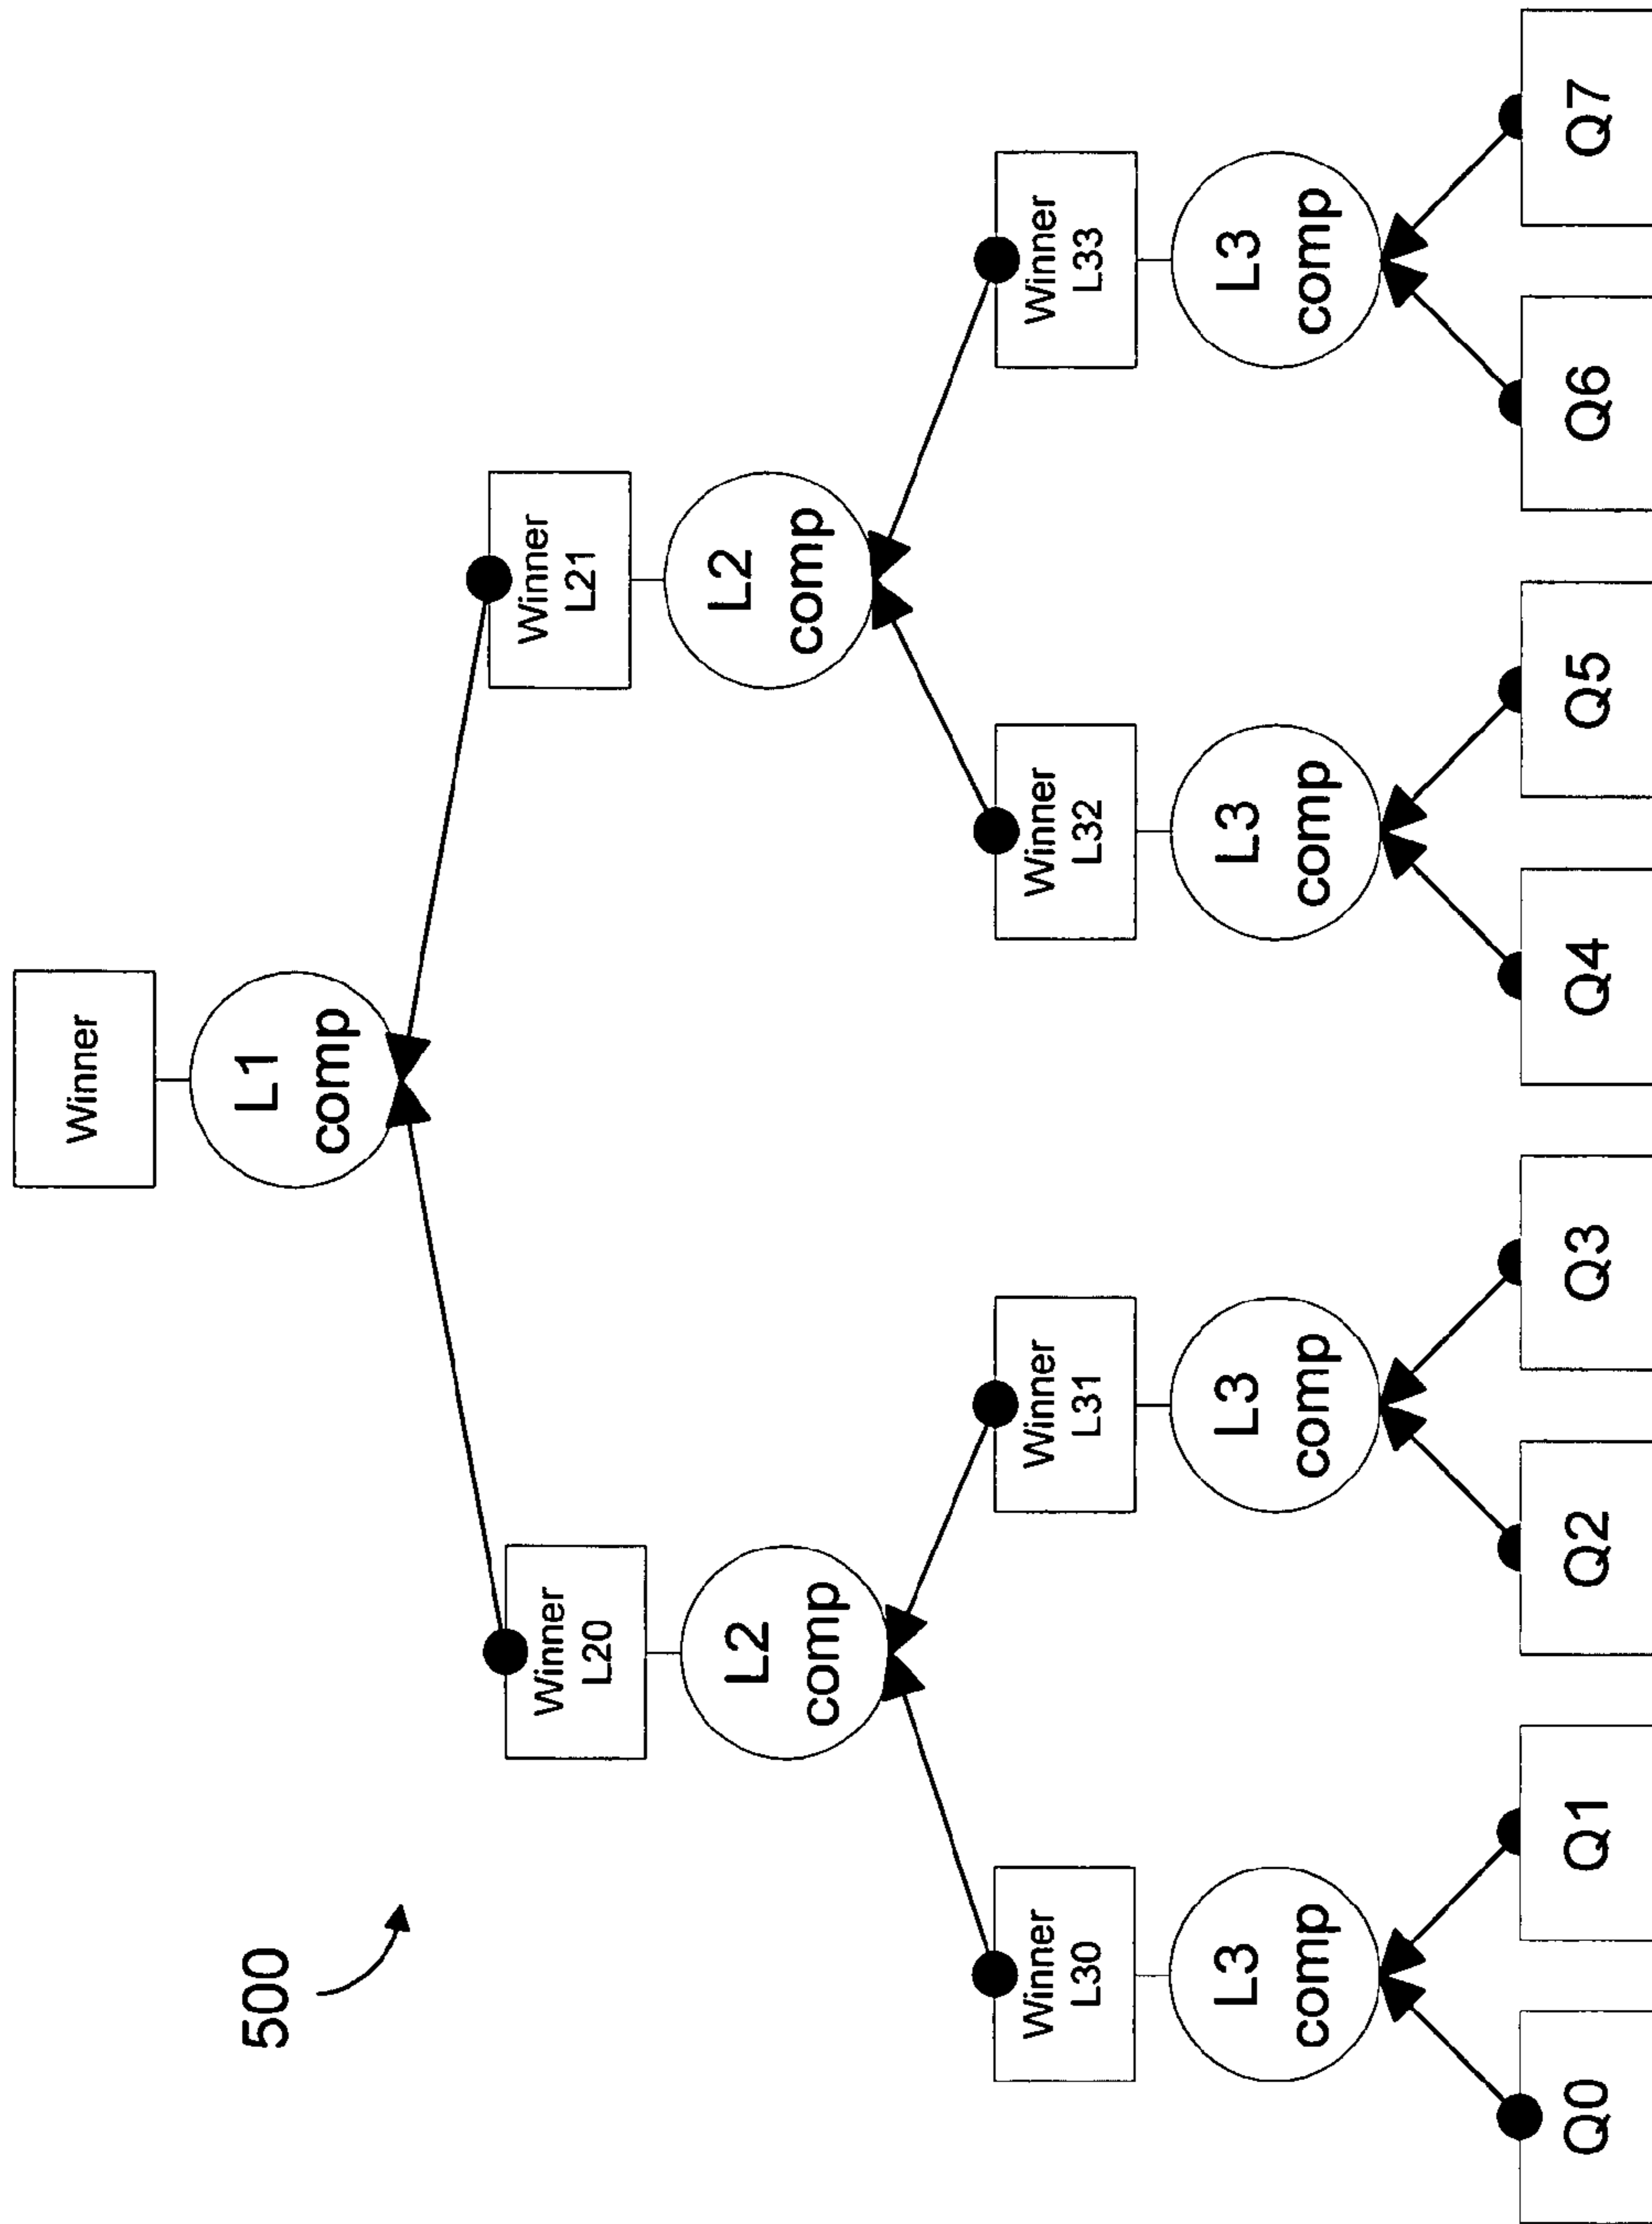 500
Winner
L1
comp
Winner
L20
L2
comp
Winner
L21
L2
comp
Winner
L30
L3
comp
Winner
L31
L3
comp
Winner
L32
L3
comp
Winner
L33
L3
comp
Q0
Q1
Q2
Q3
Q4
Q5
Q6
Q7